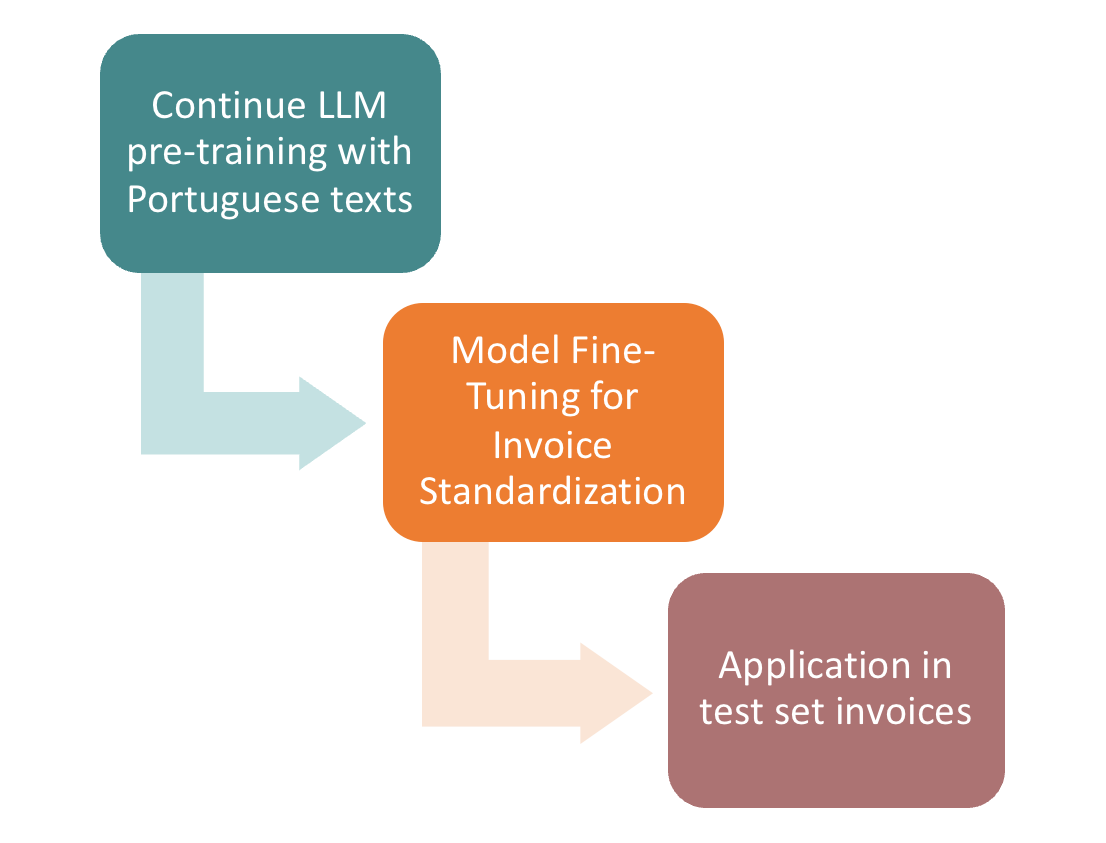 Continue LLM
pre-training with
Portuguese texts
Model Fine-
Tuning for
Invoice
Standardization
Application in
test set invoices